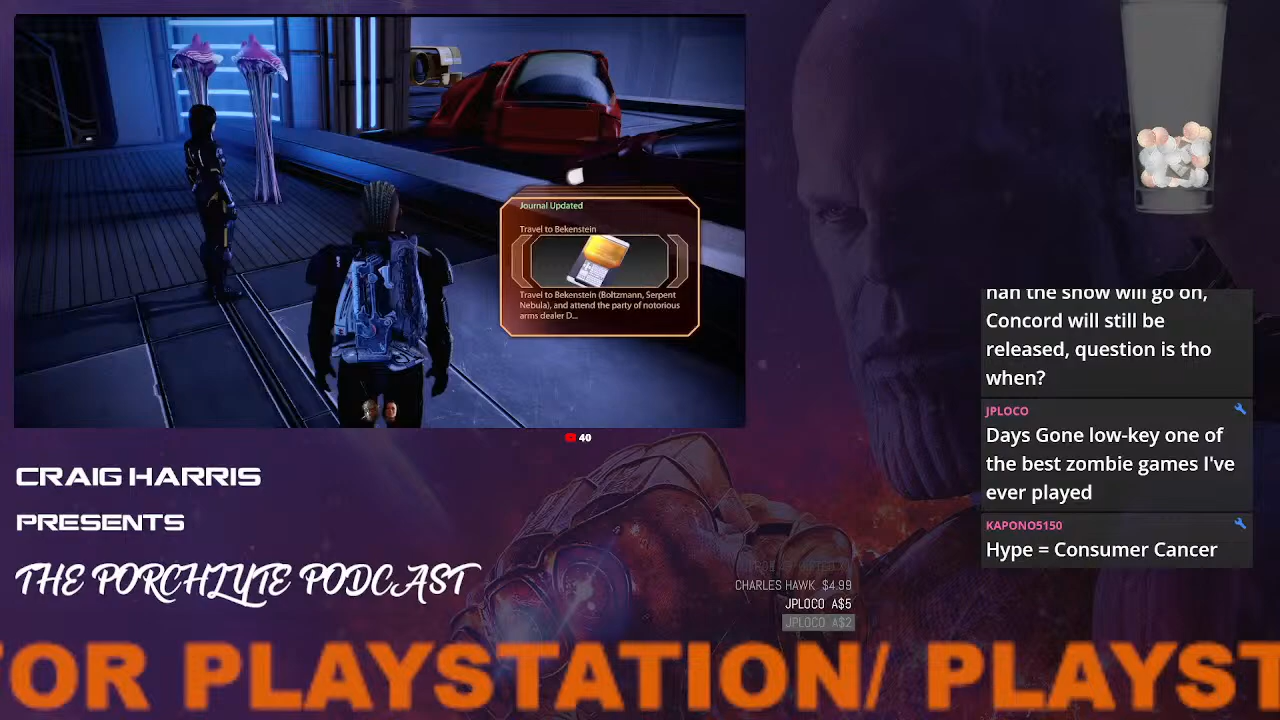 Journal Updated
Travel to Bekenstein
Travel to Bekenstein (Boltzmann, Serpent
Nebula), and attend the party of notorious
arms dealer D...
40
CRAIG HARRIS
PRESENTS
THE PORCHLYTE PODCAST
nah the show will go on,
Concord will still be
released, question is tho
when?
JPLOCO
Days Gone low-key one of
the best zombie games I've
ever played
KAPONO5150
Hype = Consumer Cancer
CHARLES HAWK $4.99
JPLOCO A$5
JPLOCO A$2
OR PLAYSTATION/ PLAYST